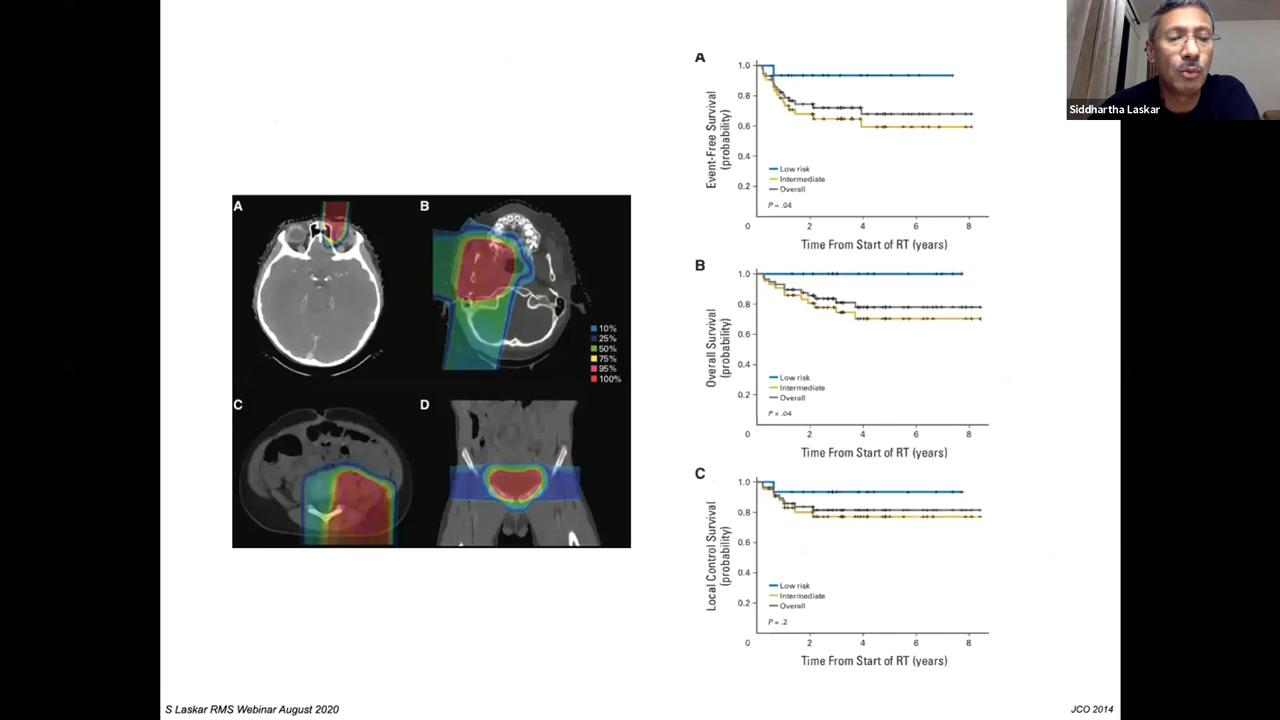 Siddhartha Laskar
A
B
10%
25%
50%
75%
95%
100%
C
D
A
Event-Free Survival
(probability)
1.0
0.8
0.6
0.4
0.2
Low risk
Intermediate
Overall
P = .04
0
2
4
6
8
Time From Start of RT (years)
B
Overall Survival
(probability)
1.0
0.8
0.6
0.4
0.2
Low risk
Intermediate
Overall
P = .04
0
2
4
6
8
Time From Start of RT (years)
C
Local Control Survival
(probability)
1.0
0.8
0.6
0.4
0.2
Low risk
Intermediate
Overall
P = .2
0
2
4
6
8
Time From Start of RT (years)
S Laskar RMS Webinar August 2020
JCO 2014